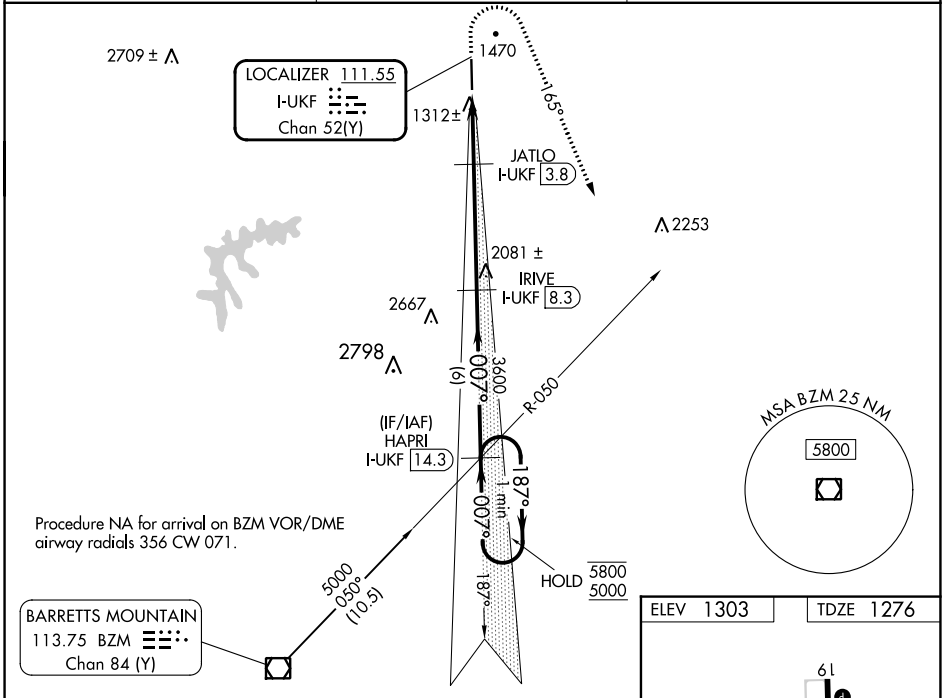 2709 ±
LOCALIZER 111.55
I-UKF
Chan 52(Y)
1470
165°
1312±
JATLO
I-UKF 3.8
2253
2081 ±
IRIVE
I-UKF 8.3
2667
2798
3600
007°
(6)
R-050
(IF/IAF)
HAPRI
I-UKF 14.3
187°
1 min
007°
187°
HOLD 5800
5000
MSA BZM 25 NM
5800
Procedure NA for arrival on BZM VOR/DME
airway radials 356 CW 071.
5000
050°
(10.5)
BARRETTS MOUNTAIN
113.75 BZM
Chan 84 (Y)
ELEV 1303
TDZE 1276
19